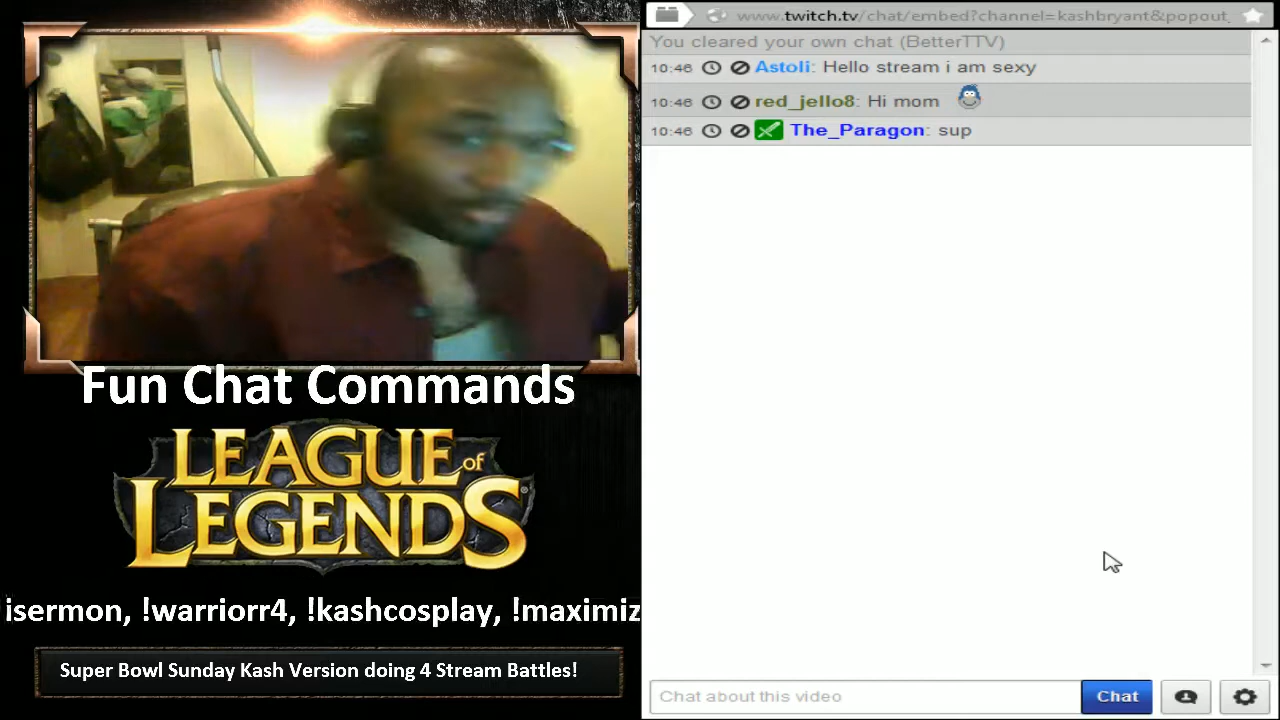 www.twitch.tv/chat/embed?channel=kashbryant&popout_
You cleared your own chat (BetterTTV)
10:46 Astoli: Hello stream i am sexy
10:46 red_jello8: Hi mom
10:46 The_Paragon: sup
Fun Chat Commands
LEAGUE of
LEGENDS®
isermon, !warriorr4, !kashcosplay, !maximiz
Super Bowl Sunday Kash Version doing 4 Stream Battles!
Chat about this video
Chat